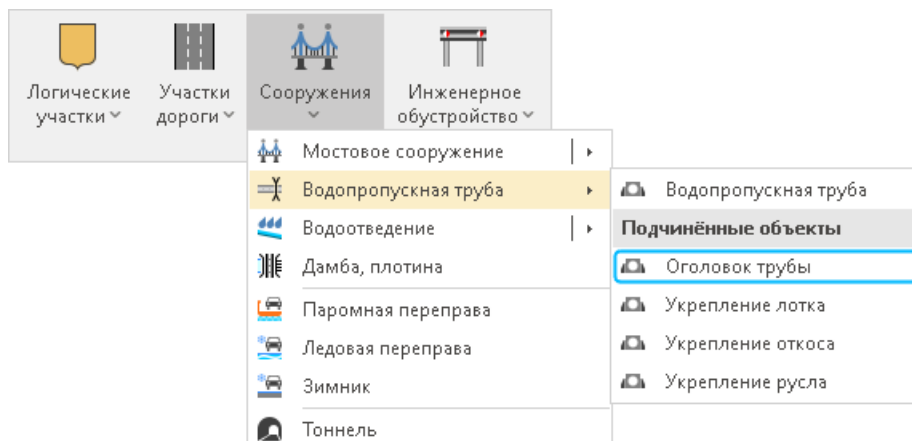 Логические участки
Участки дороги
Сооружения
Инженерное обустройство
Мостовое сооружение
Водопропускная труба
Водоотведение
Дамба, плотина
Паромная переправа
Ледовая переправа
Зимник
Тоннель
Водопропускная труба
Подчинённые объекты
Оголовок трубы
Укрепление лотка
Укрепление откоса
Укрепление русла